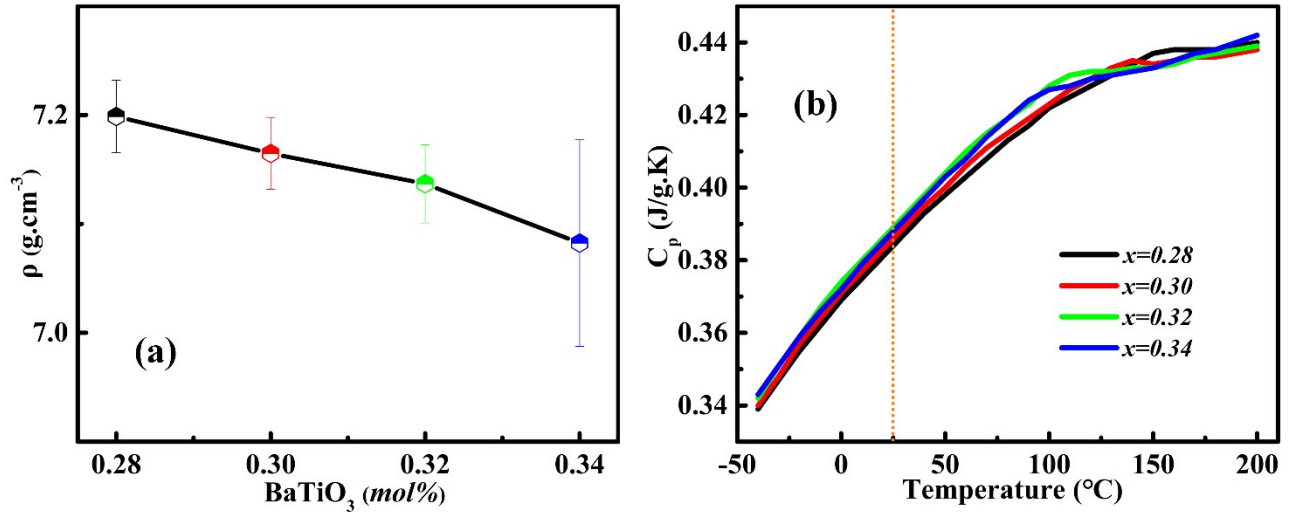 (a)
ρ (g.cm⁻³)
7.2
7.0
0.28 0.30 0.32 0.34
BaTiO₃ (mol%)
(b)
Cₚ (J/g.K)
0.44
0.42
0.40
0.38
0.36
0.34
x=0.28
x=0.30
x=0.32
x=0.34
-50 0 50 100 150 200
Temperature (°C)